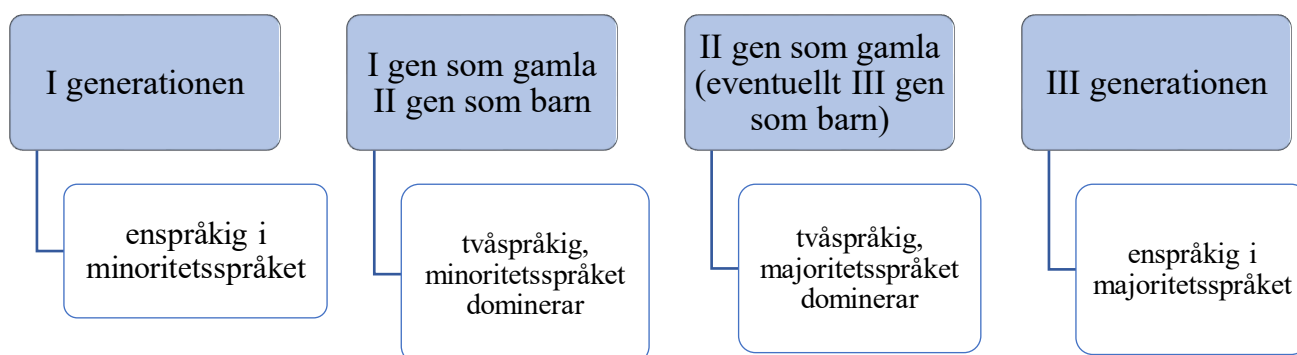 I generationen
enspråkig i
minoritetsspråket
I gen som gamla
II gen som barn
tvåspråkig,
minoritetsspråket
dominerar
II gen som gamla
(eventuellt III gen
som barn)
tvåspråkig,
majoritetsspråket
dominerar
III generationen
enspråkig i
majoritetsspråket